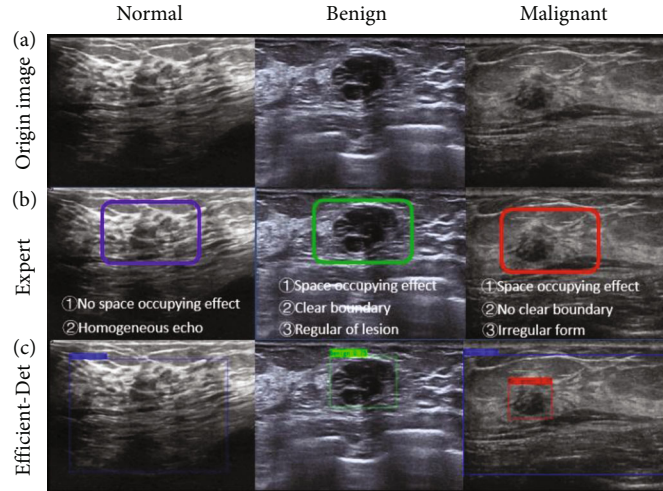 Normal Benign Malignant
(a)
Origin image
(b)
Expert
①No space occupying effect
②Homogeneous echo
①Space occupying effect
②Clear boundary
③Regular of lesion
①Space occupying effect
②No clear boundary
③Irregular form
(c)
Efficient-Det